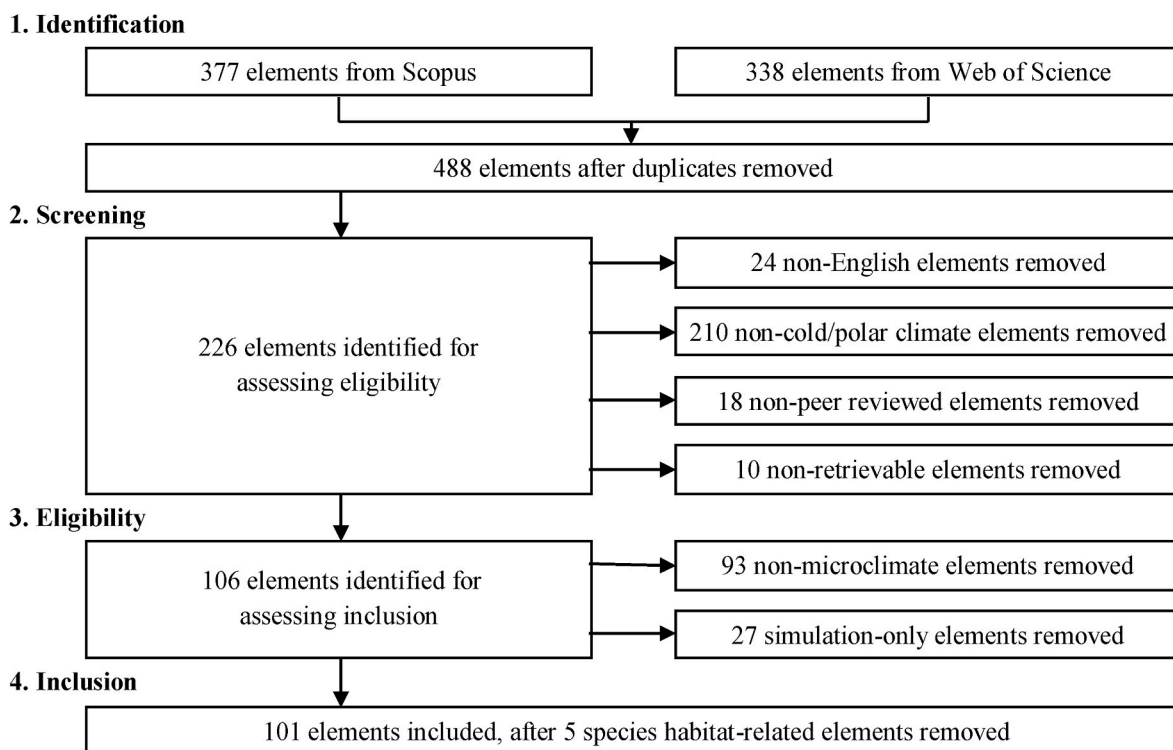 1. Identification
377 elements from Scopus
338 elements from Web of Science
488 elements after duplicates removed
2. Screening
226 elements identified for
assessing eligibility
24 non-English elements removed
210 non-cold/polar climate elements removed
18 non-peer reviewed elements removed
10 non-retrievable elements removed
3. Eligibility
106 elements identified for
assessing inclusion
93 non-microclimate elements removed
27 simulation-only elements removed
4. Inclusion
101 elements included, after 5 species habitat-related elements removed